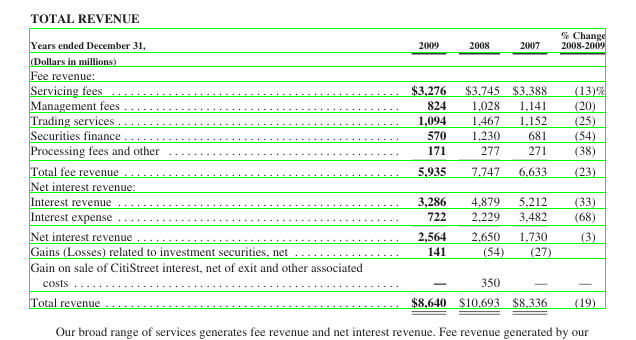 TOTAL REVENUE
% Change
Years ended December 31, 2009 2008 2007 2008-2009
(Dollars in millions)
Fee revenue:
Servicing fees $3,276 $3,745 $3,388 (13)%
Management fees 824 1,028 1,141 (20)
Trading services 1,094 1,467 1,152 (25)
Securities finance 570 1,230 681 (54)
Processing fees and other 171 277 271 (38)
Total fee revenue 5,935 7,747 6,633 (23)
Net interest revenue:
Interest revenue 3,286 4,879 5,212 (33)
Interest expense 722 2,229 3,482 (68)
Net interest revenue 2,564 2,650 1,730 (3)
Gains (Losses) related to investment securities, net 141 (54) (27)
Gain on sale of CitiStreet interest, net of exit and other associated
costs — 350 — —
Total revenue $8,640 $10,693 $8,336 (19)
Our broad range of services generates fee revenue and net interest revenue. Fee revenue generated by our